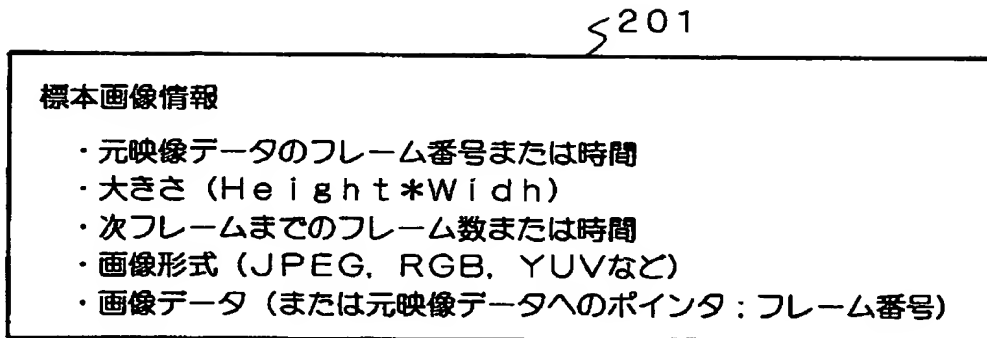 201
標本画像情報
・元映像データのフレーム番号または時間
・大きさ（Height*Widh）
・次フレームまでのフレーム数または時間
・画像形式（JPEG, RGB, YUVなど）
・画像データ（または元映像データへのポインタ：フレーム番号）